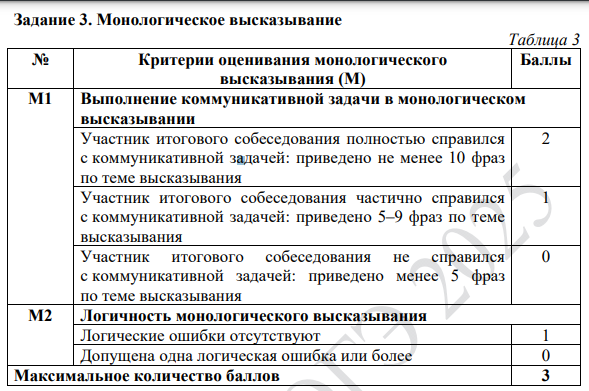 Задание 3. Монологическое высказывание
Таблица 3
№ Критерии оценивания монологического высказывания (М) Баллы
М1 Выполнение коммуникативной задачи в монологическом
высказывании
Участник итогового собеседования полностью справился 2
с коммуникативной задачей: приведено не менее 10 фраз
по теме высказывания
Участник итогового собеседования частично справился 1
с коммуникативной задачей: приведено 5–9 фраз по теме
высказывания
Участник итогового собеседования не справился 0
с коммуникативной задачей: приведено менее 5 фраз
по теме высказывания
М2 Логичность монологического высказывания
Логические ошибки отсутствуют 1
Допущена одна логическая ошибка или более 0
Максимальное количество баллов 3
ОГЭ 2025